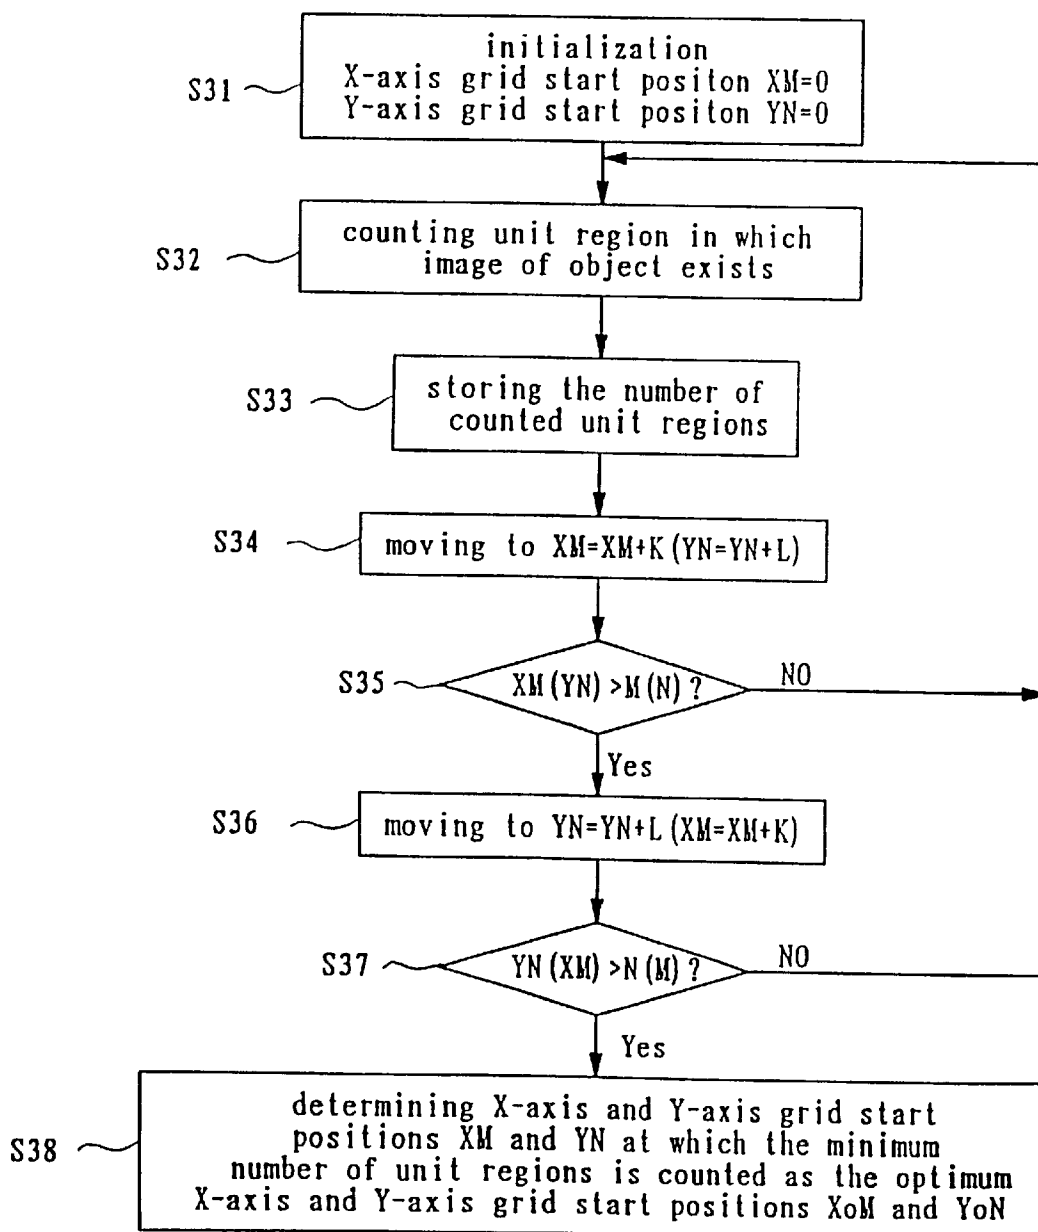 initialization
X-axis grid start positon XM=0
S31
Y-axis grid start positon YN=0
counting unit region in which
S32
image of object exists
storing the number of
S33
counted unit regions
S34
moving to XM=XM+K(YN=YN+L)
S35
XM(YN)>M(N)?
NO
Yes
S36
moving to YN=YN+L(XM=XM+K)
S37
YN(XM)>N(M)?
NO
Yes
determining X-axis and Y-axis grid start
positions XM and YN at which the minimum
S38
number of unit regions is counted as the optimum
X-axis and Y-axis grid start positions XoM and YoN